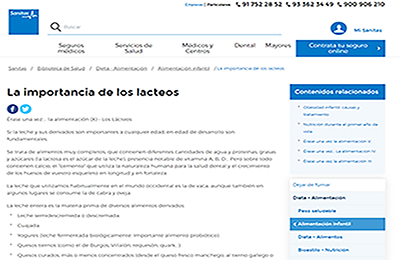 Empresas | Particulares 91 752 28 52 93 362 34 49 900 906 210
Sanitas
Buscar
Mi Sanitas
Seguros médicos
Servicios de Salud
Médicos y Centros
Dental
Mayores
Contrata tu seguro online
Sanitas / Biblioteca de Salud / Dieta - Alimentación / Alimentación infantil / La importancia de los lacteos
La importancia de los lacteos
Érase una vez ... la alimentación (IX) - Los Lácteos
Si la leche y sus derivados son importantes a cualquier edad en edad de desarrollo son
fundamentales.
Se trata de alimentos muy completos, que contienen diferentes cantidades de agua y proteínas, grasas
y azúcares (la lactosa es el azúcar de la leche), presencia notable de vitamina A, B, D. Pero sobre todo
contienen calcio, el "cemento" que utiliza la naturaleza humana para la salud dental y el crecimiento
de los huesos de vuestro esqueleto en longitud y en fortaleza.
La leche que utilizamos habitualmente en el mundo occidental es la de vaca, aunque también en
algunos lugares se consume la de cabra y oveja.
La leche entera es la materia prima de diversos alimentos derivados:
Leche semidescremada o descremada
Cuajada
Yogures (leche fermentada biológicamente: importante alimento probiótico)
Quesos tiernos (como el de Burgos, Villalón, requesón, quark...)
Quesos curados, más o menos concentrados (desde el queso fresco manchego, al tierno gallego o
Contenidos relacionados
Obesidad infantil: causa y
tratamiento
Nutrición durante el primer año de
vida
Érase una vez la alimentación II
Érase una vez... la alimentación IV
Érase una vez la alimentación III
Dejar de fumar
Dieta - Alimentación
Peso saludable
Alimentación infantil
Dieta - Alimentos
Bioestilo - Nutrición